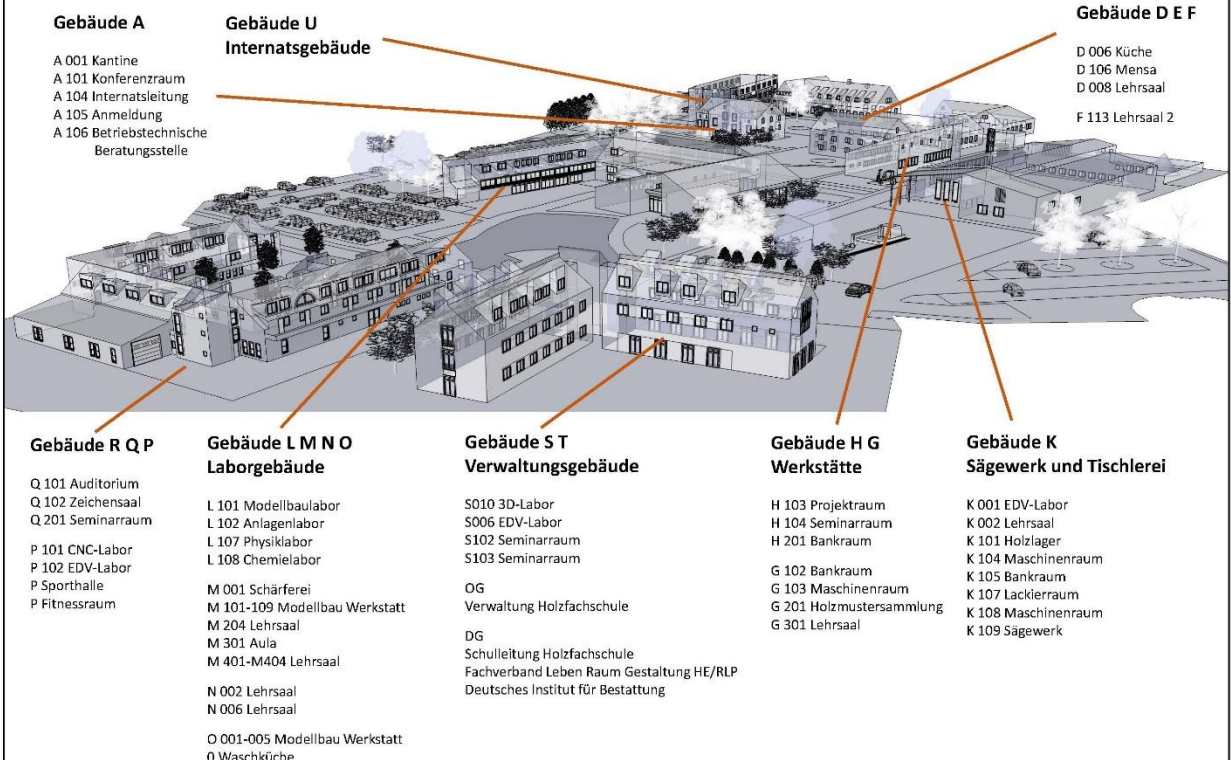 Gebäude A
A 001 Kantine
A 101 Konferenzraum
A 104 Internatsleitung
A 105 Anmeldung
A 106 Betriebstechnische
Beratungsstelle
Gebäude U
Internatsgebäude
Gebäude D E F
D 006 Küche
D 106 Mensa
D 008 Lehrsaal
F 113 Lehrsaal 2
Gebäude R Q P
Q 101 Auditorium
Q 102 Zeichensaal
Q 201 Seminarraum
P 101 CNC-Labor
P 102 EDV-Labor
P Sporthalle
P Fitnessraum
Gebäude L M N O
Laborgebäude
L 101 Modellbaulabor
L 102 Anlagenlabor
L 107 Physiklabor
L 108 Chemielabor
M 001 Schärferei
M 101-109 Modellbau Werkstatt
M 204 Lehrsaal
M 301 Aula
M 401-M404 Lehrsaal
N 002 Lehrsaal
N 006 Lehrsaal
O 001-005 Modellbau Werkstatt
0 Waschküche
Gebäude S T
Verwaltungsgebäude
S010 3D-Labor
S006 EDV-Labor
S102 Seminarraum
S103 Seminarraum
OG
Verwaltung Holzfachschule
DG
Schulleitung Holzfachschule
Fachverband Leben Raum Gestaltung HE/RLP
Deutsches Institut für Bestattung
Gebäude H G
Werkstätte
H 103 Projektraum
H 104 Seminarraum
H 201 Bankraum
G 102 Bankraum
G 103 Maschinenraum
G 201 Holzmustersammlung
G 301 Lehrsaal
Gebäude K
Sägewerk und Tischlerei
K 001 EDV-Labor
K 002 Lehrsaal
K 101 Holzlager
K 104 Maschinenraum
K 105 Bankraum
K 107 Lackierraum
K 108 Maschinenraum
K 109 Sägewerk